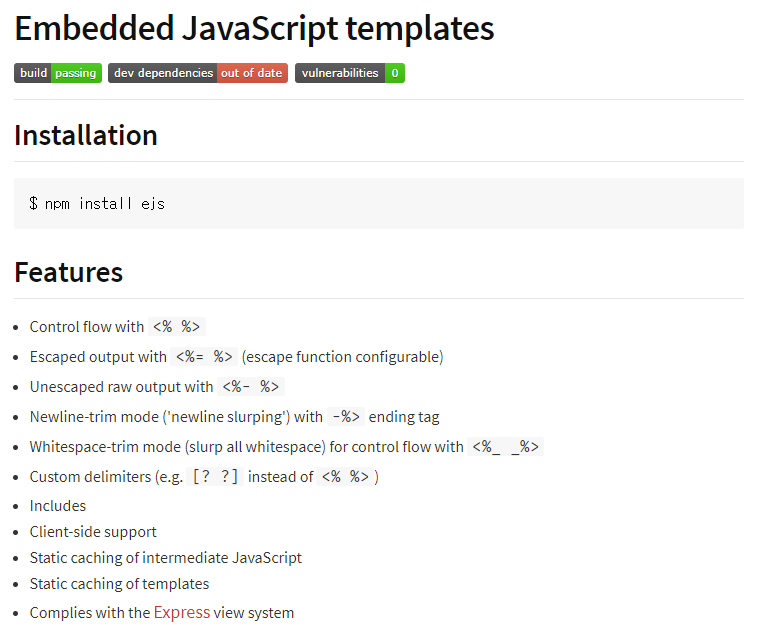 Embedded JavaScript templates
build passing dev dependencies out of date vulnerabilities 0
Installation
$ npm install ejs
Features
Control flow with <% %>
Escaped output with <%= %> (escape function configurable)
Unescaped raw output with <%- %>
Newline-trim mode ('newline slurping') with -%> ending tag
Whitespace-trim mode (slurp all whitespace) for control flow with <%_ _%>
Custom delimiters (e.g. [? ?] instead of <% %> )
Includes
Client-side support
Static caching of intermediate JavaScript
Static caching of templates
Complies with the Express view system